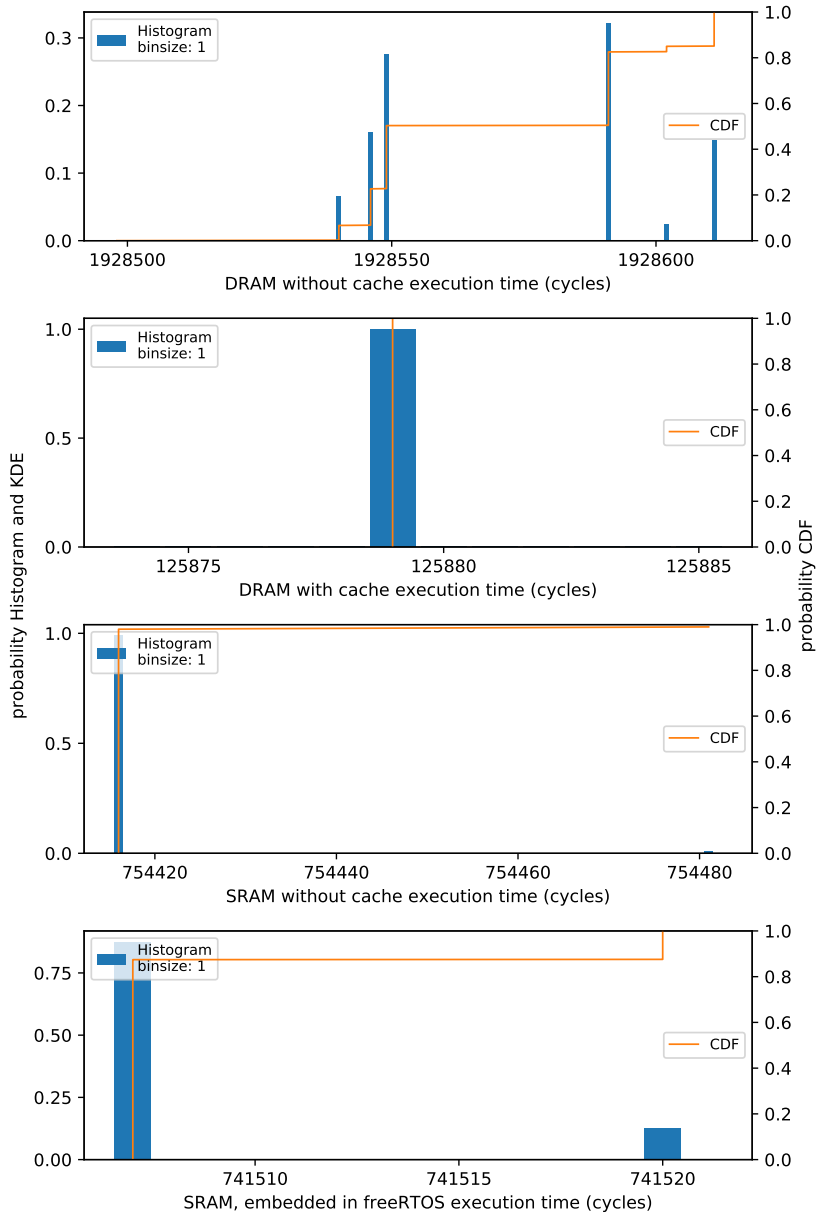 0.3
0.2
0.1
0.0
Histogram
binsize: 1
CDF
1.0
0.8
0.6
0.4
0.2
0.0
1928500 1928550 1928600
DRAM without cache execution time (cycles)
1.0
0.5
0.0
Histogram
binsize: 1
CDF
1.0
0.8
0.6
0.4
0.2
0.0
125875 125880 125885
DRAM with cache execution time (cycles)
probability Histogram and KDE
probability CDF
1.0
0.5
0.0
Histogram
binsize: 1
CDF
1.0
0.8
0.6
0.4
0.2
0.0
754420 754440 754460 754480
SRAM without cache execution time (cycles)
0.75
0.50
0.25
0.00
Histogram
binsize: 1
CDF
1.0
0.8
0.6
0.4
0.2
0.0
741510 741515 741520
SRAM, embedded in freeRTOS execution time (cycles)